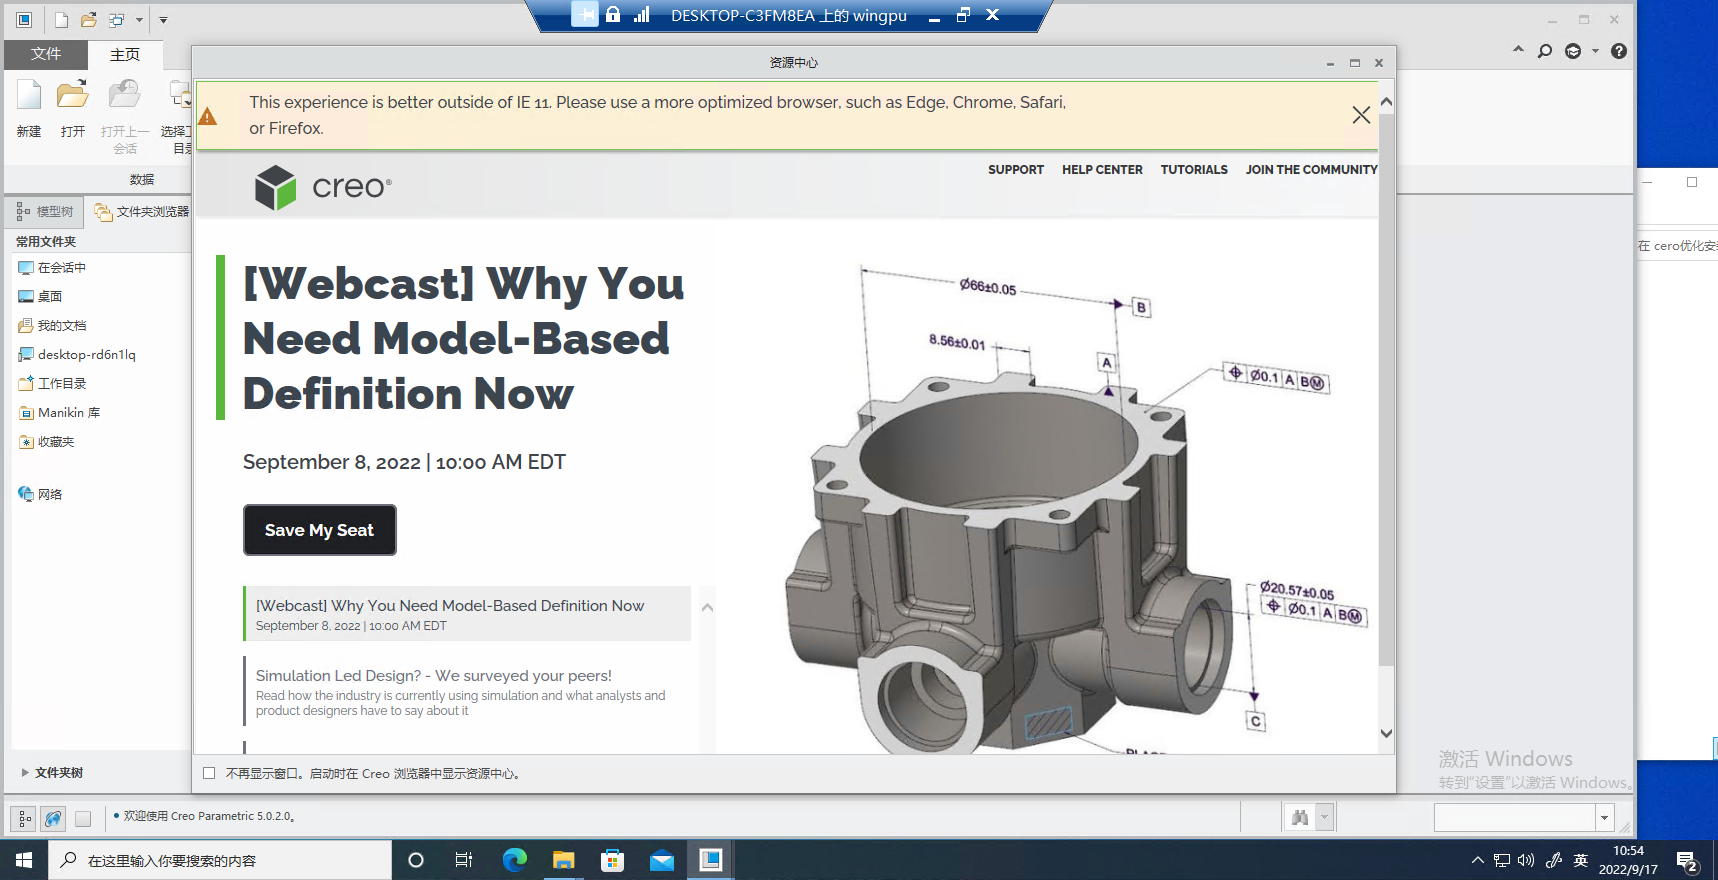 DESKTOP-C3FM8EA 上的 wingpu
文件
主页
新建
打开
打开上一
会话
选择工
目录
数据
模型树
文件夹浏览器
常用文件夹
在会话中
桌面
我的文档
desktop-rd6n1lq
工作目录
Manikin 库
收藏夹
网络
文件夹树
资源中心
This experience is better outside of IE 11. Please use a more optimized browser, such as Edge, Chrome, Safari,
or Firefox.
creo®
SUPPORT HELP CENTER TUTORIALS JOIN THE COMMUNITY
[Webcast] Why You
Need Model-Based
Definition Now
September 8, 2022 | 10:00 AM EDT
Save My Seat
[Webcast] Why You Need Model-Based Definition Now
September 8, 2022 | 10:00 AM EDT
Simulation Led Design? - We surveyed your peers!
Read how the industry is currently using simulation and what analysts and
product designers have to say about it
Ø66±0.05
B
8.56±0.01
A
Ø0.1 A BⓂ
Ø20.57±0.05
Ø0.1 A BⓂ
C
不再显示窗口。启动时在 Creo 浏览器中显示资源中心。
在 cero优化安
激活 Windows
转到"设置"以激活 Windows。
欢迎使用 Creo Parametric 5.0.2.0。
在这里输入你要搜索的内容
英
10:54
2022/9/17
2